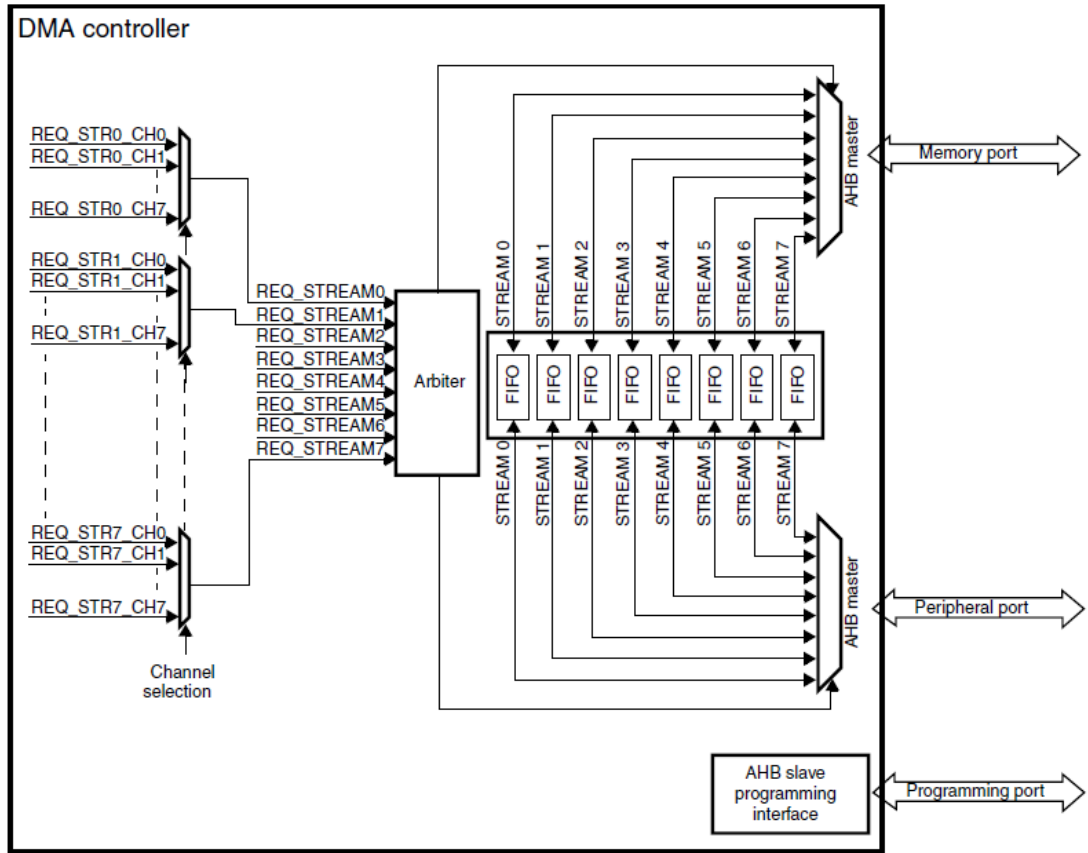 DMA controller
REQ_STR0_CH0
REQ_STR0_CH1
REQ_STR0_CH7
REQ_STR1_CH0
REQ_STR1_CH1
REQ_STR1_CH7
REQ_STR7_CH0
REQ_STR7_CH1
REQ_STR7_CH7
Channel
selection
REQ_STREAM0
REQ_STREAM1
REQ_STREAM2
REQ_STREAM3
REQ_STREAM4
REQ_STREAM5
REQ_STREAM6
REQ_STREAM7
Arbiter
STREAM 0
STREAM 1
STREAM 2
STREAM 3
STREAM 4
STREAM 5
STREAM 6
STREAM 7
FIFO
FIFO
FIFO
FIFO
FIFO
FIFO
FIFO
FIFO
STREAM 0
STREAM 1
STREAM 2
STREAM 3
STREAM 4
STREAM 5
STREAM 6
STREAM 7
AHB master
Memory port
AHB master
Peripheral port
AHB slave
programming
interface
Programming port